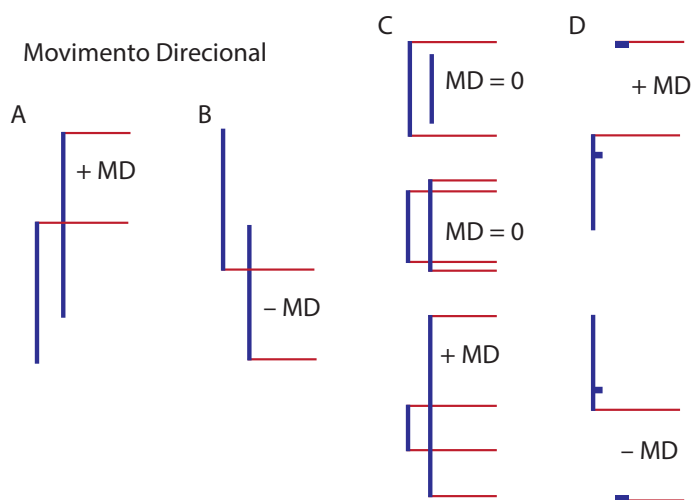 Movimento Direcional
A
+ MD
B
– MD
C
MD = 0
MD = 0
+ MD
D
+ MD
– MD